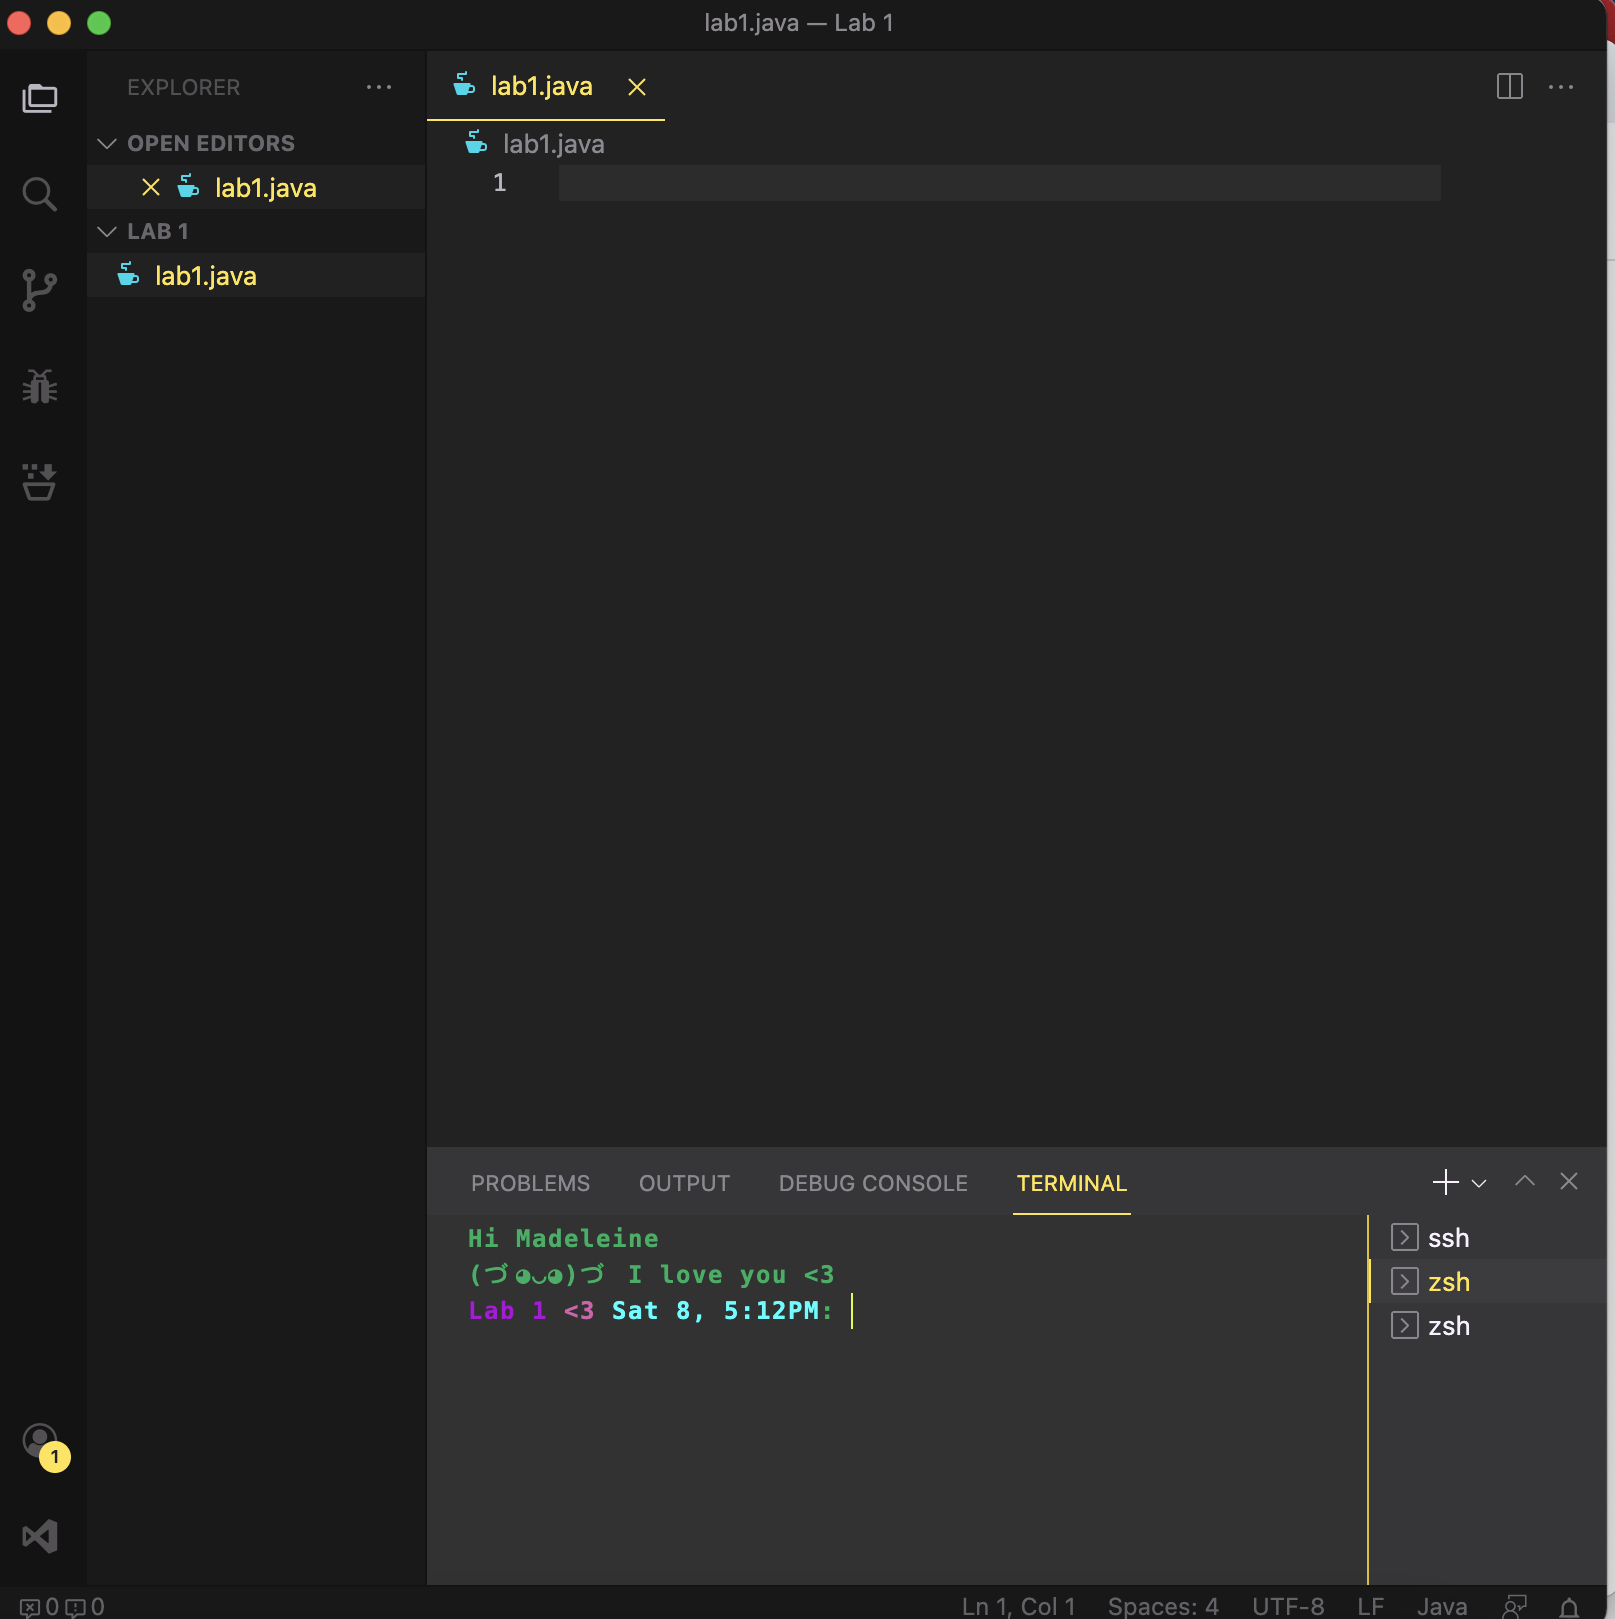 lab1.java — Lab 1
EXPLORER
OPEN EDITORS
lab1.java
LAB 1
lab1.java
lab1.java
lab1.java
1
PROBLEMS OUTPUT DEBUG CONSOLE TERMINAL
Hi Madeleine
(づ◕◡◕)づ I love you <3
Lab 1 <3 Sat 8, 5:12PM:
ssh
zsh
zsh
1
0 0 Ln 1, Col 1 Spaces: 4 UTF-8 LF Java